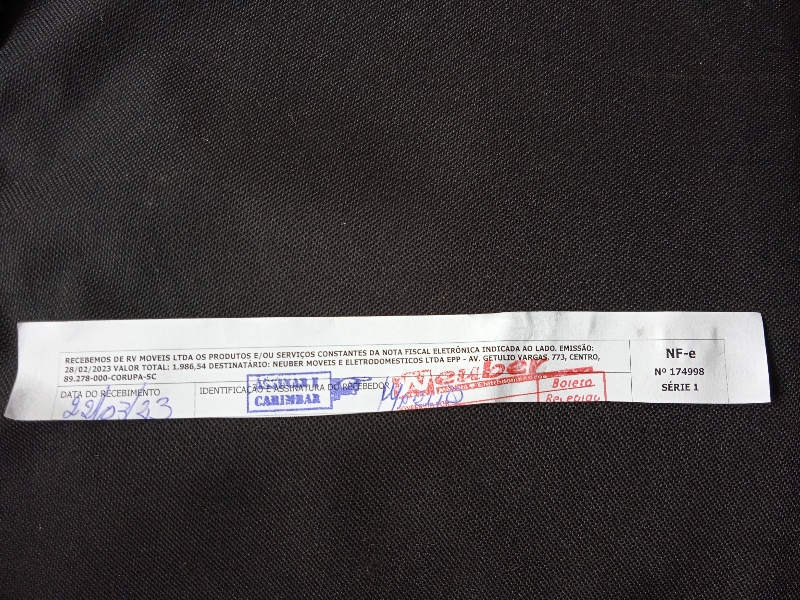 RECEBEMOS DE RV MOVEIS LTDA OS PRODUTOS E/OU SERVIÇOS CONSTANTES DA NOTA FISCAL ELETRÔNICA INDICADA AO LADO. EMISSÃO:
28/02/2023 VALOR TOTAL: 1.986,54 DESTINATÁRIO: NEUBER MOVEIS E ELETRODOMESTICOS LTDA EPP - AV. GETULIO VARGAS, 773, CENTRO,
89.278-000-CORUPA-SC
NF-e
Nº 174998
SÉRIE 1
DATA DO RECEBIMENTO
22/03/23
IDENTIFICAÇÃO E ASSINATURA DO RECEBEDOR
ASSINAR E
CARIMBAR
Neuber
Móveis e Eletrodomésticos
Boleto